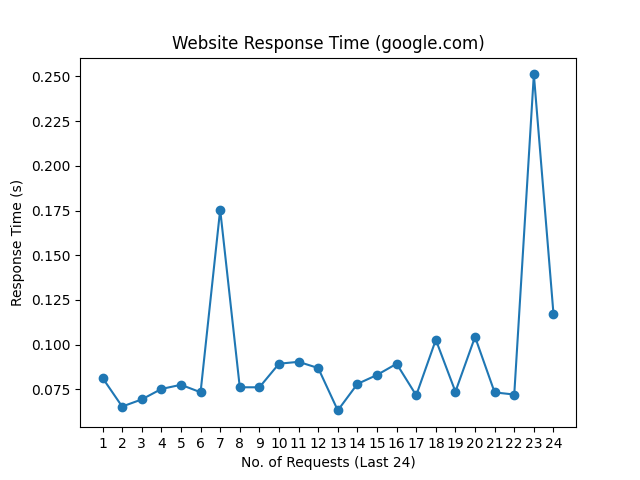 Website Response Time (google.com)
0.250
0.225
0.200
0.175
0.150
0.125
0.100
0.075
Response Time (s)
1 2 3 4 5 6 7 8 9 10 11 12 13 14 15 16 17 18 19 20 21 22 23 24
No. of Requests (Last 24)